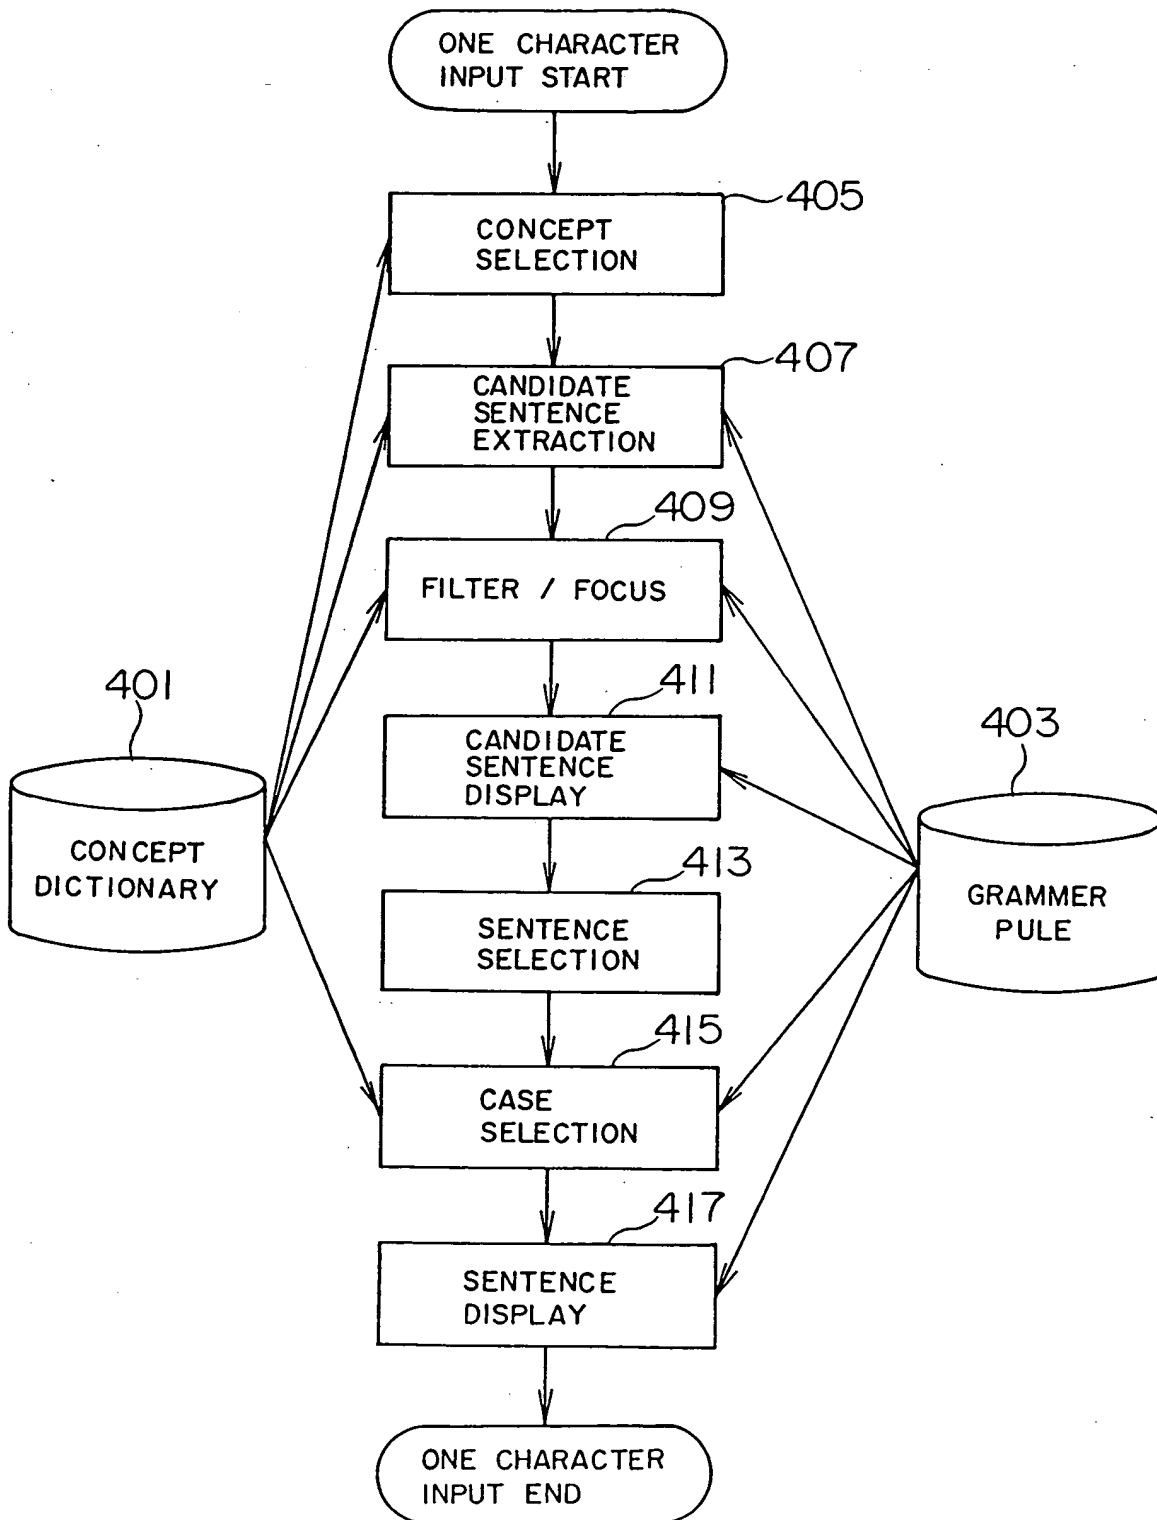 ONE CHARACTER
INPUT START
405
CONCEPT
SELECTION
407
CANDIDATE
SENTENCE
EXTRACTION
409
FILTER / FOCUS
401
411
CONCEPT
DICTIONARY
CANDIDATE
SENTENCE
DISPLAY
403
GRAMMER
PULE
413
SENTENCE
SELECTION
415
CASE
SELECTION
417
SENTENCE
DISPLAY
ONE CHARACTER
INPUT END